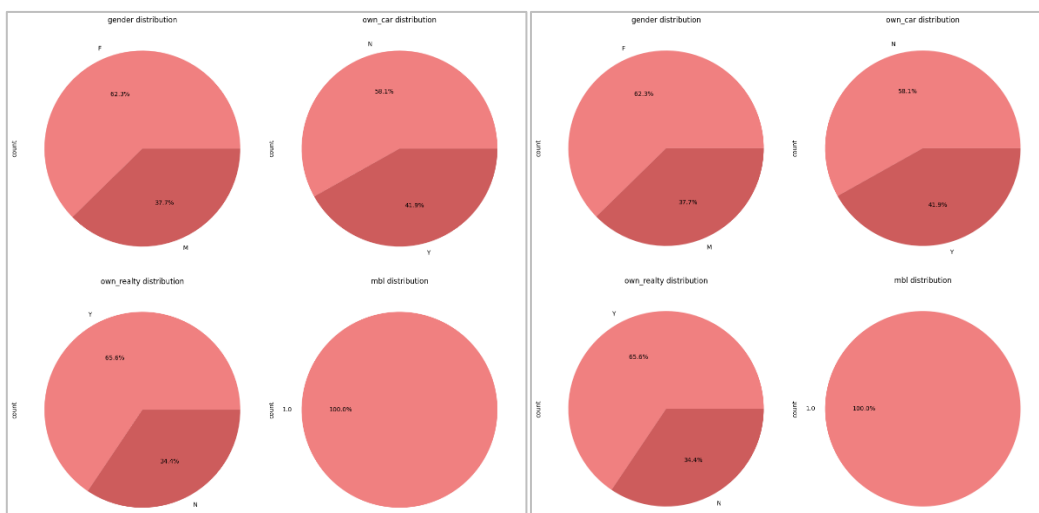 gender distribution
own_car distribution
F
N
62.3%
58.1%
count
count
37.7%
41.9%
M
Y
own_realty distribution
mbl distribution
Y
65.6%
count
count
1.0
100.0%
34.4%
N
gender distribution
own_car distribution
F
N
62.3%
58.1%
count
count
37.7%
41.9%
M
Y
own_realty distribution
mbl distribution
Y
65.6%
count
count
1.0
100.0%
34.4%
N